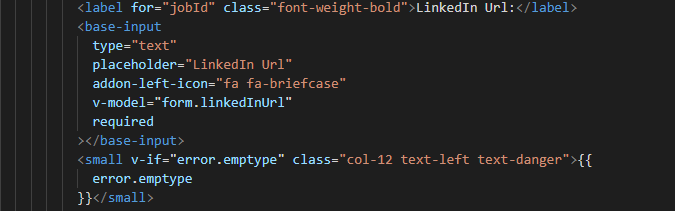 <label for="jobId" class="font-weight-bold">LinkedIn Url:</label>
<base-input
type="text"
placeholder="LinkedIn Url"
addon-left-icon="fa fa-briefcase"
v-model="form.linkedInUrl"
required
></base-input>
<small v-if="error.emptype" class="col-12 text-left text-danger">{{
error.emptype
}}</small>